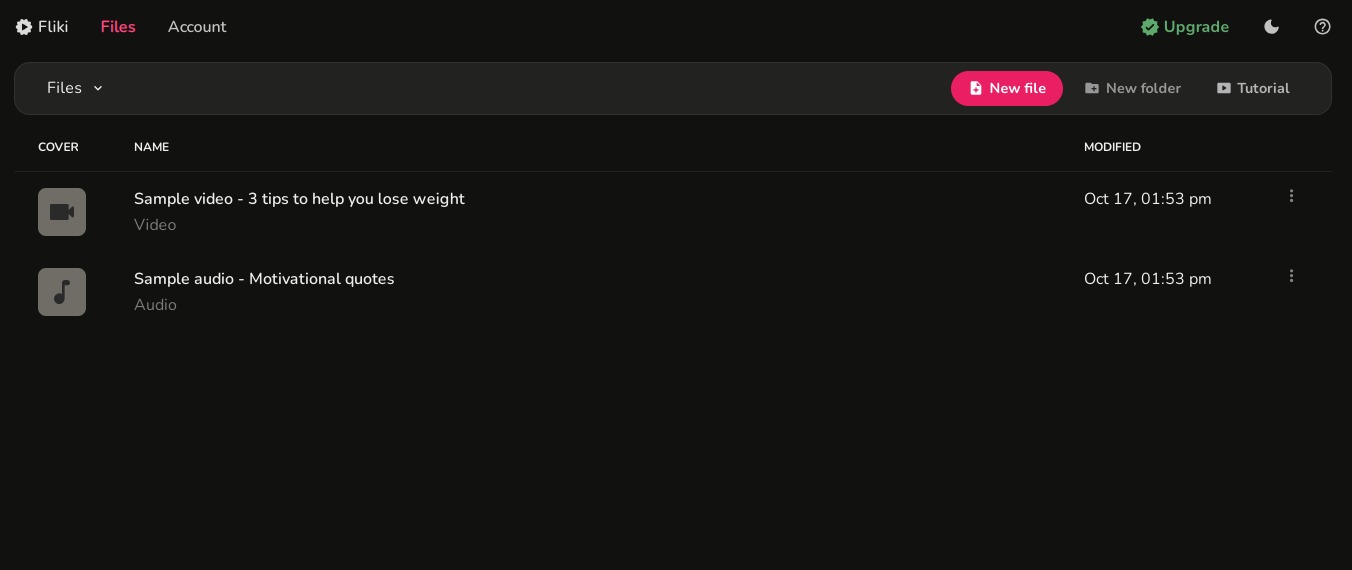 Fliki Files Account Upgrade
Files New file New folder Tutorial
COVER NAME MODIFIED
Sample video - 3 tips to help you lose weight Oct 17, 01:53 pm
Video
Sample audio - Motivational quotes Oct 17, 01:53 pm
Audio